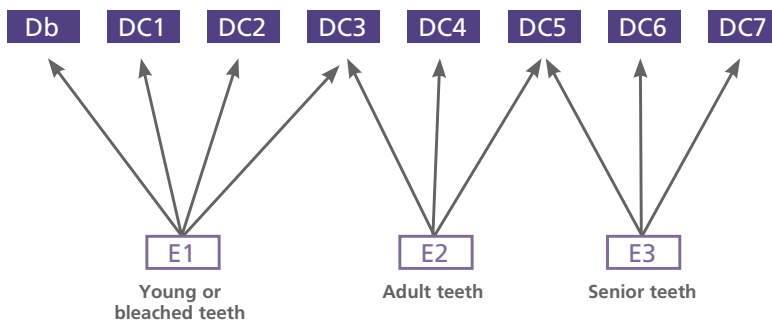 Db DC1 DC2 DC3 DC4 DC5 DC6 DC7
E1 E2 E3
Young or
bleached teeth
Adult teeth
Senior teeth